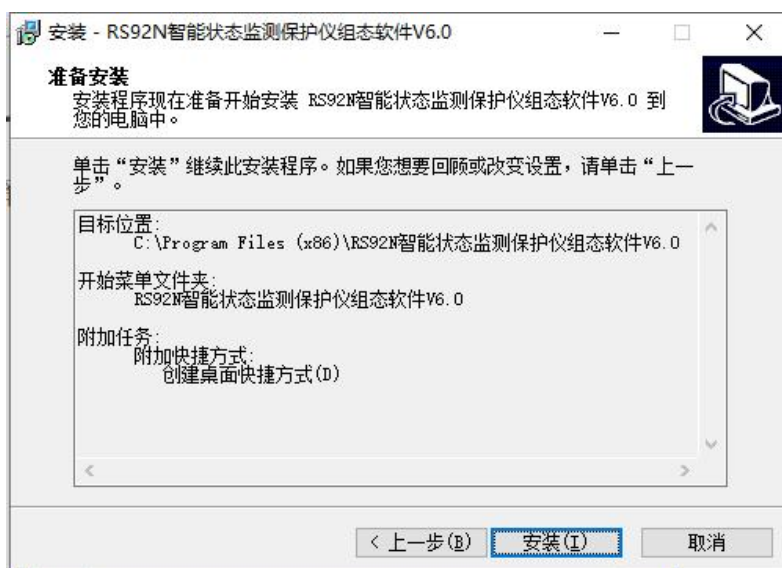 安装 - RS92N智能状态监测保护仪组态软件V6.0
准备安装
安装程序现在准备开始安装 RS92N智能状态监测保护仪组态软件V6.0 到
您的电脑中。
单击“安装”继续此安装程序。如果您想要回顾或改变设置，请单击“上一
步”。
目标位置:
C:\Program Files (x86)\RS92N智能状态监测保护仪组态软件V6.0
开始菜单文件夹:
RS92N智能状态监测保护仪组态软件V6.0
附加任务:
附加快捷方式:
创建桌面快捷方式(D)
< 上一步(B)
安装(I)
取消